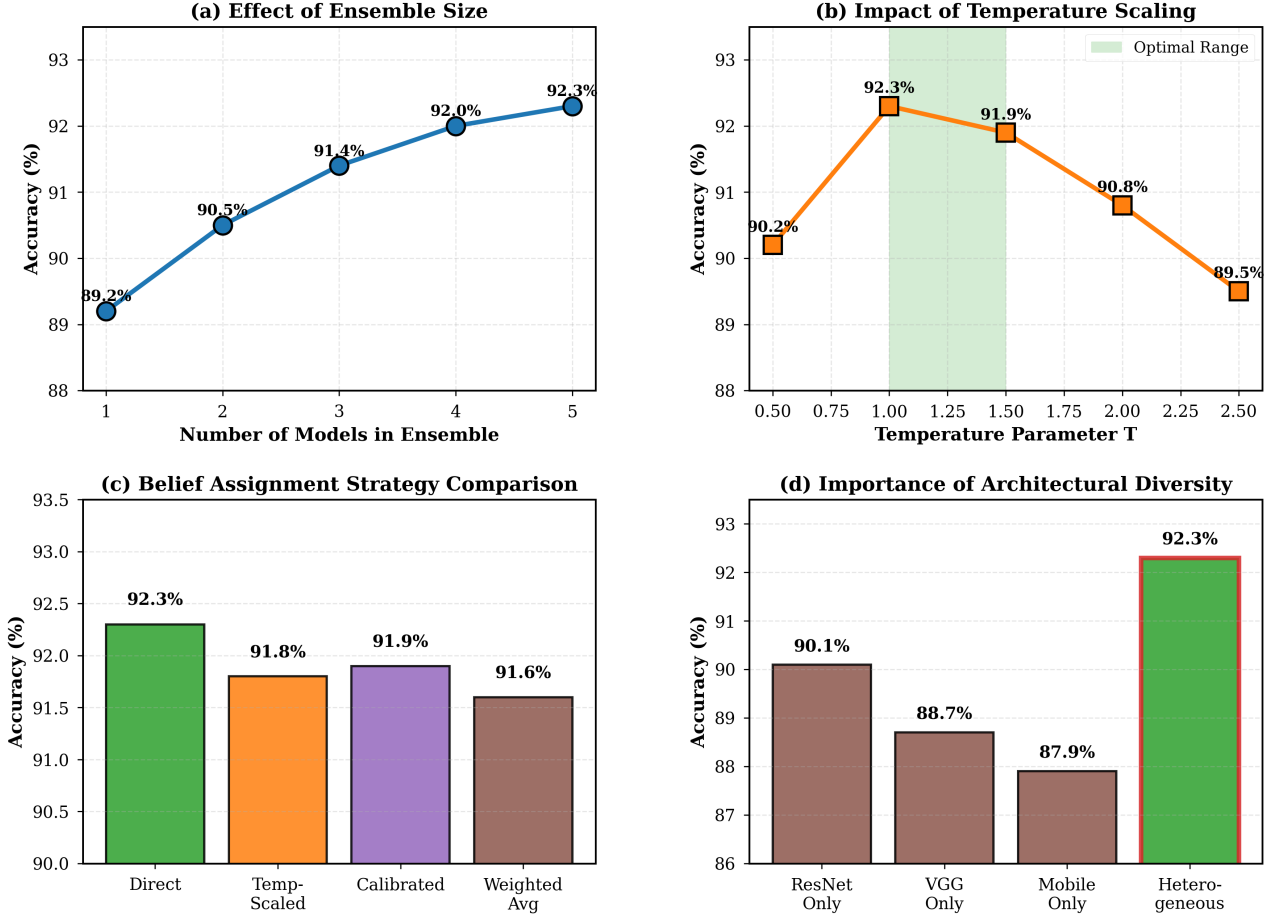 (a) Effect of Ensemble Size
93
92
91
90
89
88
Accuracy (%)
89.2%
90.5%
91.4%
92.0%
92.3%
1 2 3 4 5
Number of Models in Ensemble
(b) Impact of Temperature Scaling
Optimal Range
93
92
91
90
89
88
Accuracy (%)
90.2%
92.3%
91.9%
90.8%
89.5%
0.50 0.75 1.00 1.25 1.50 1.75 2.00 2.25 2.50
Temperature Parameter T
(c) Belief Assignment Strategy Comparison
93.5
93.0
92.5
92.0
91.5
91.0
90.5
90.0
Accuracy (%)
92.3%
91.8%
91.9%
91.6%
Direct
Temp-
Scaled
Calibrated
Weighted
Avg
(d) Importance of Architectural Diversity
93
92
91
90
89
88
87
86
Accuracy (%)
90.1%
88.7%
87.9%
92.3%
ResNet
Only
VGG
Only
Mobile
Only
Hetero-
geneous